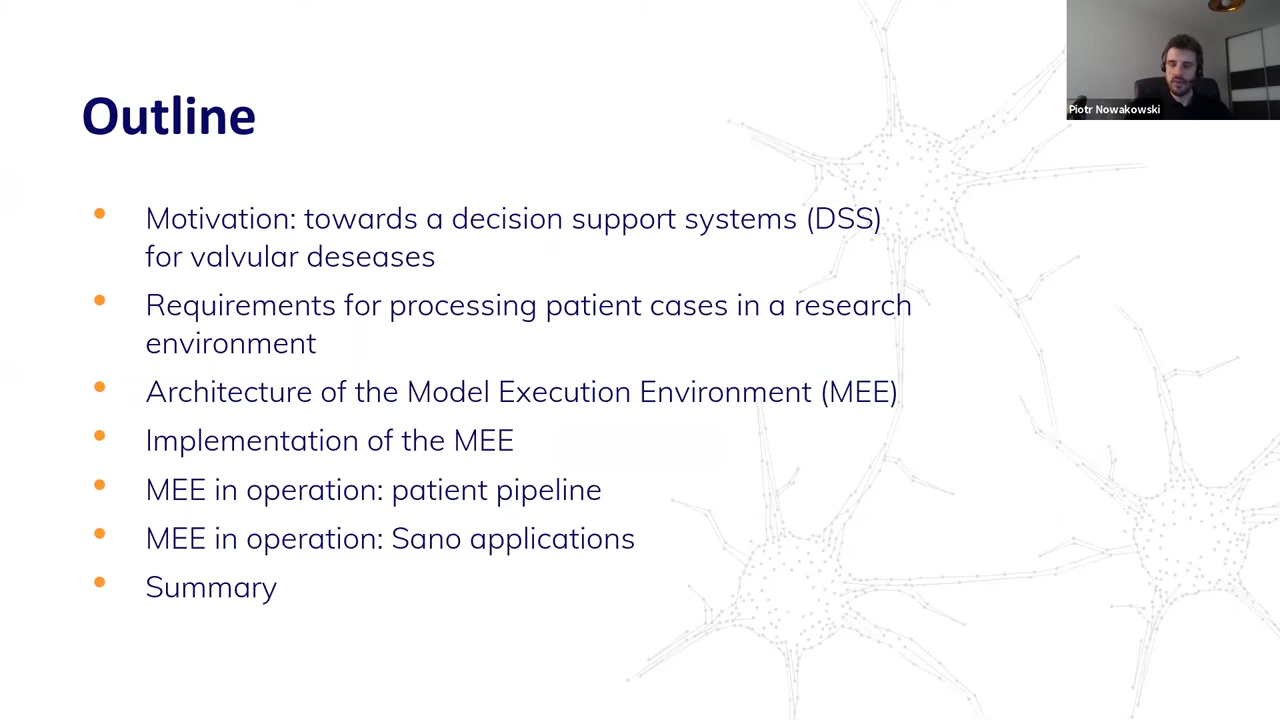 Piotr Nowakowski
Outline
• Motivation: towards a decision support systems (DSS)
for valvular deseases
• Requirements for processing patient cases in a research
environment
• Architecture of the Model Execution Environment (MEE)
• Implementation of the MEE
• MEE in operation: patient pipeline
• MEE in operation: Sano applications
• Summary